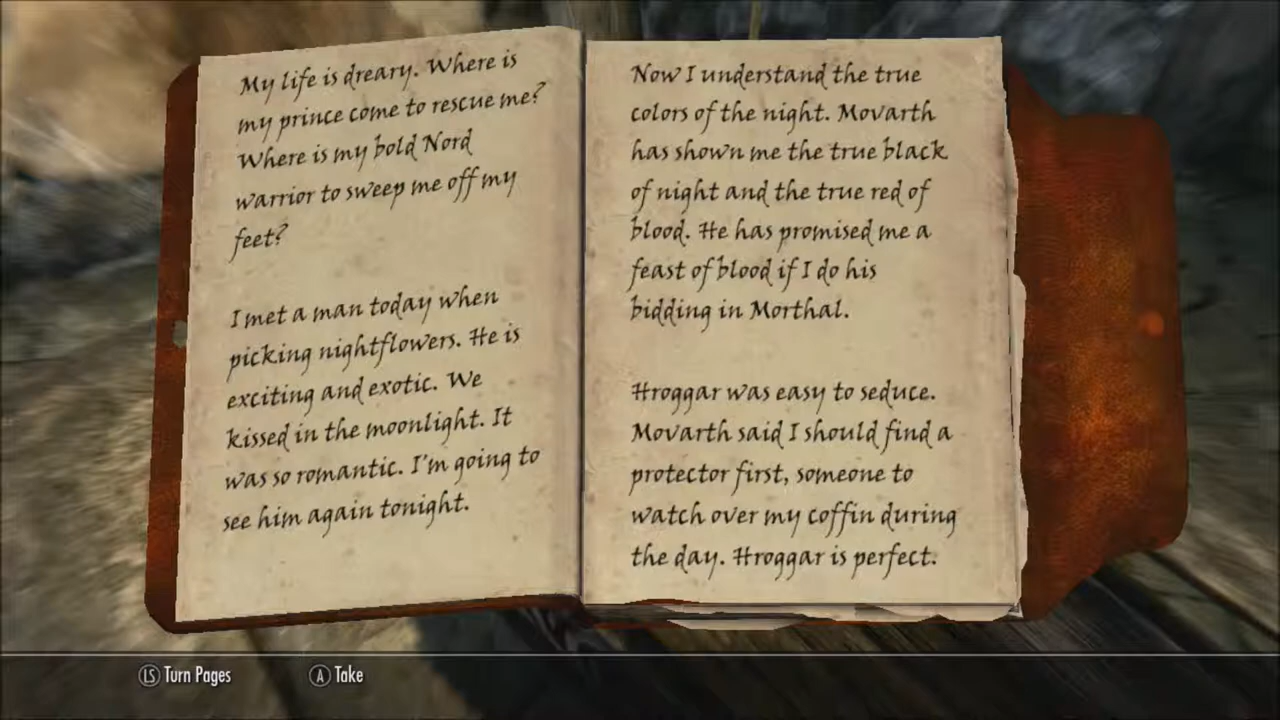 My life is dreary. Where is
my prince come to rescue me?
Where is my bold Nord
warrior to sweep me off my
feet?
I met a man today when
picking nightflowers. He is
exciting and exotic. We
kissed in the moonlight. It
was so romantic. I'm going to
see him again tonight.
Now I understand the true
colors of the night. Movarth
has shown me the true black
of night and the true red of
blood. He has promised me a
feast of blood if I do his
bidding in Morthal.
Hroggar was easy to seduce.
Movarth said I should find a
protector first, someone to
watch over my coffin during
the day. Hroggar is perfect.
LS Turn Pages
A Take